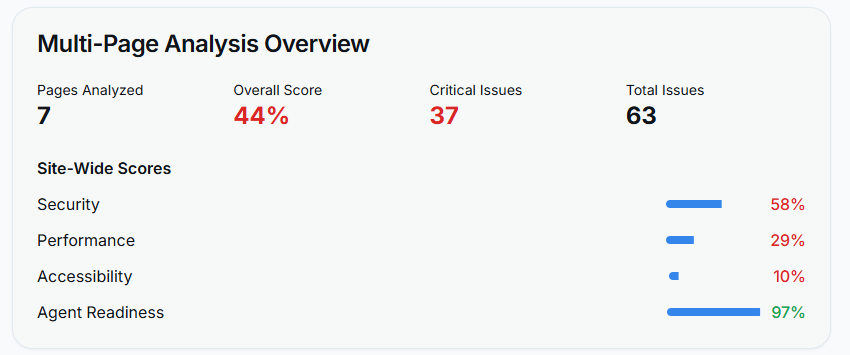 Multi-Page Analysis Overview
Pages Analyzed Overall Score Critical Issues Total Issues
7 44% 37 63
Site-Wide Scores
Security 58%
Performance 29%
Accessibility 10%
Agent Readiness 97%